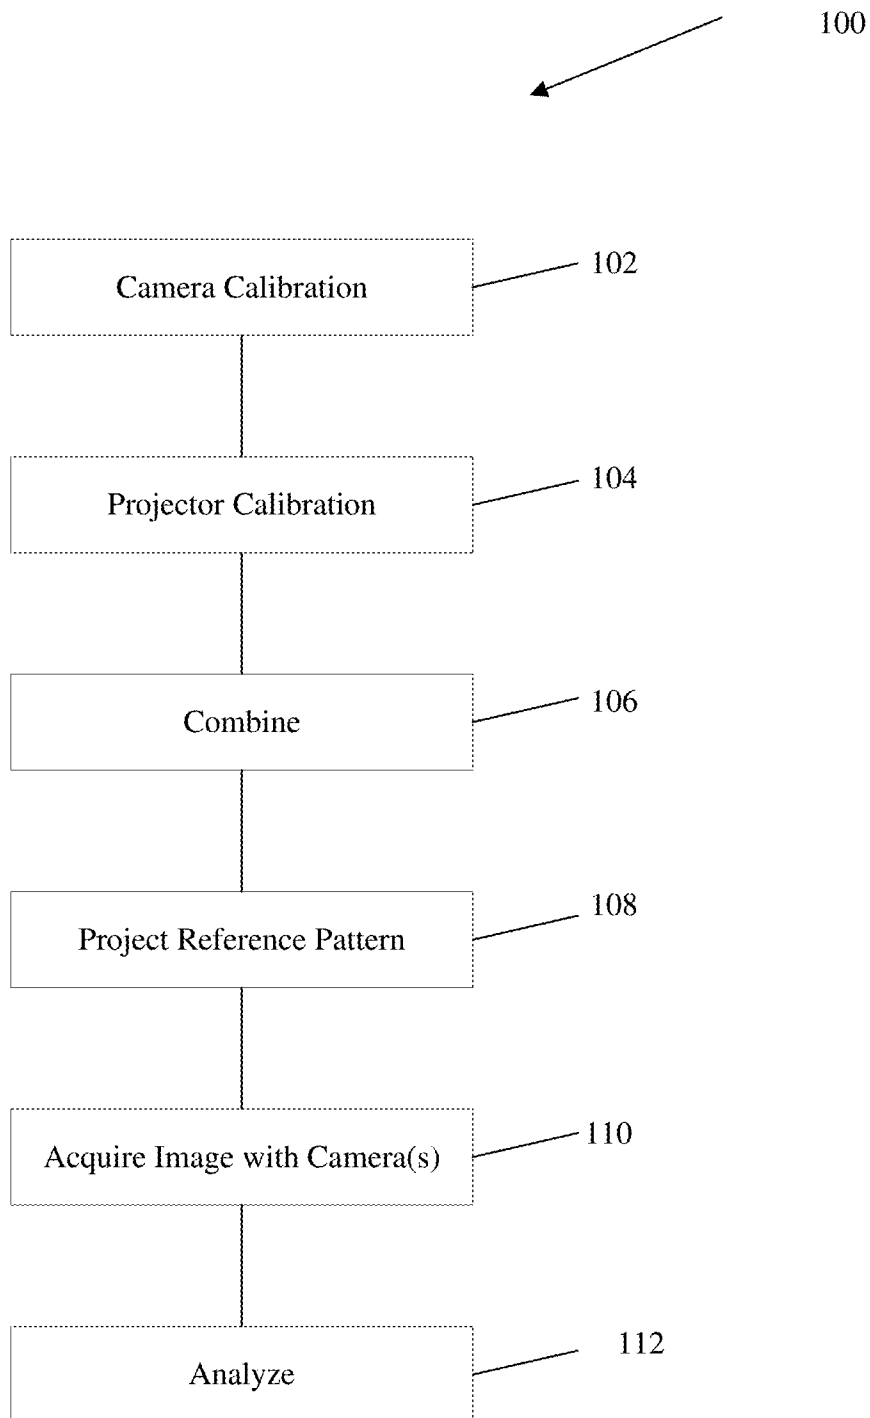 100
Camera Calibration
102
Projector Calibration
104
Combine
106
Project Reference Pattern
108
Acquire Image with Camera(s)
110
Analyze
112